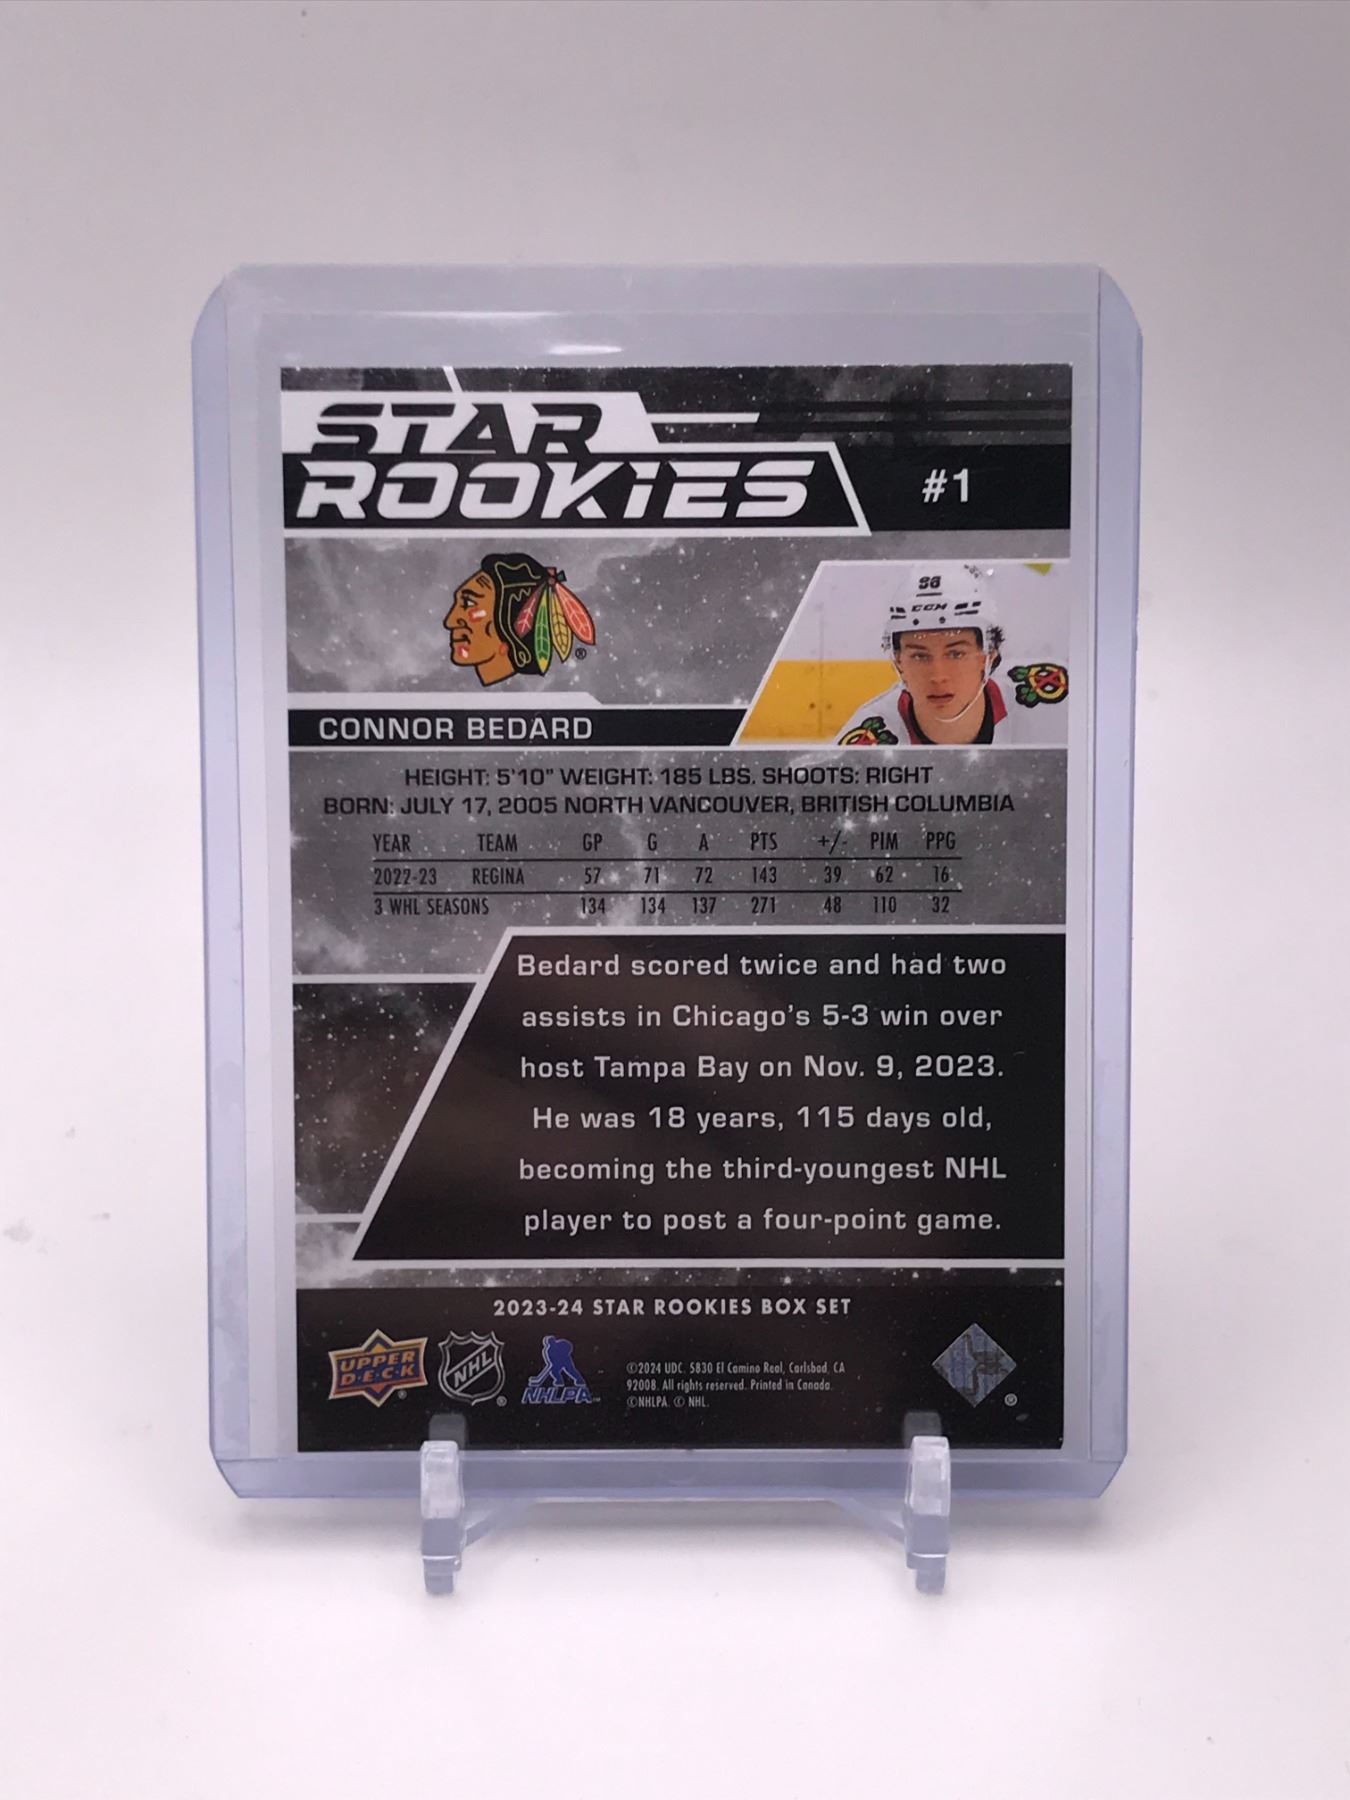 STAR
ROOKIES
#1
98
CCM
®
CONNOR BEDARD
HEIGHT: 5'10" WEIGHT: 185 LBS. SHOOTS: RIGHT
BORN: JULY 17, 2005 NORTH VANCOUVER, BRITISH COLUMBIA
YEAR TEAM GP G A PTS +/- PIM PPG
2022-23 REGINA 57 71 72 143 39 62 16
3 WHL SEASONS 134 134 137 271 48 110 32
Bedard scored twice and had two
assists in Chicago's 5-3 win over
host Tampa Bay on Nov. 9, 2023.
He was 18 years, 115 days old,
becoming the third-youngest NHL
player to post a four-point game.
2023-24 STAR ROOKIES BOX SET
UPPER
D·E·C·K
®
NHL
®
NHLPA
©2024 UDC. 5830 El Camino Real, Carlsbad, CA
92008. All rights reserved. Printed in Canada.
©NHLPA. © NHL.
®